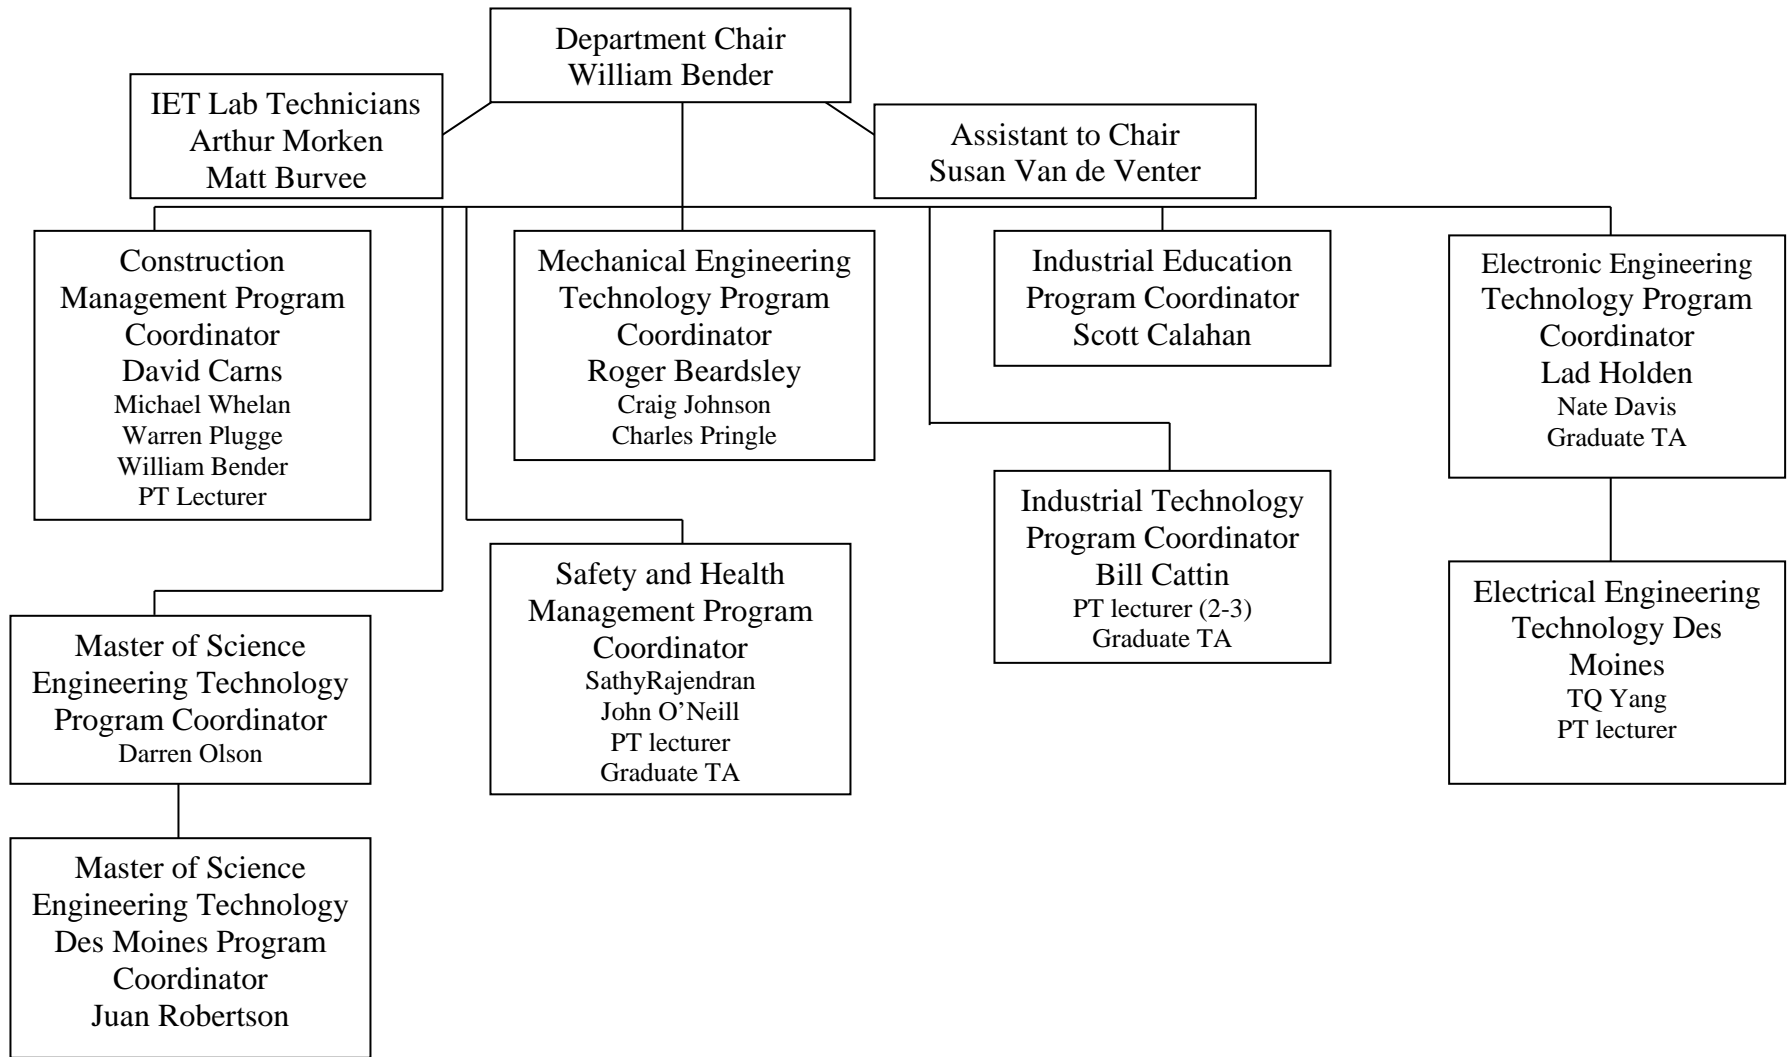 Department Chair
William Bender
IET Lab Technicians
Arthur Morken
Matt Burvee
Assistant to Chair
Susan Van de Venter
Construction
Management Program
Coordinator
David Carns
Michael Whelan
Warren Plugge
William Bender
PT Lecturer
Mechanical Engineering
Technology Program
Coordinator
Roger Beardsley
Craig Johnson
Charles Pringle
Industrial Education
Program Coordinator
Scott Calahan
Electronic Engineering
Technology Program
Coordinator
Lad Holden
Nate Davis
Graduate TA
Master of Science
Engineering Technology
Program Coordinator
Darren Olson
Safety and Health
Management Program
Coordinator
SathyRajendran
John O’Neill
PT lecturer
Graduate TA
Industrial Technology
Program Coordinator
Bill Cattin
PT lecturer (2-3)
Graduate TA
Electrical Engineering
Technology Des
Moines
TQ Yang
PT lecturer
Master of Science
Engineering Technology
Des Moines Program
Coordinator
Juan Robertson